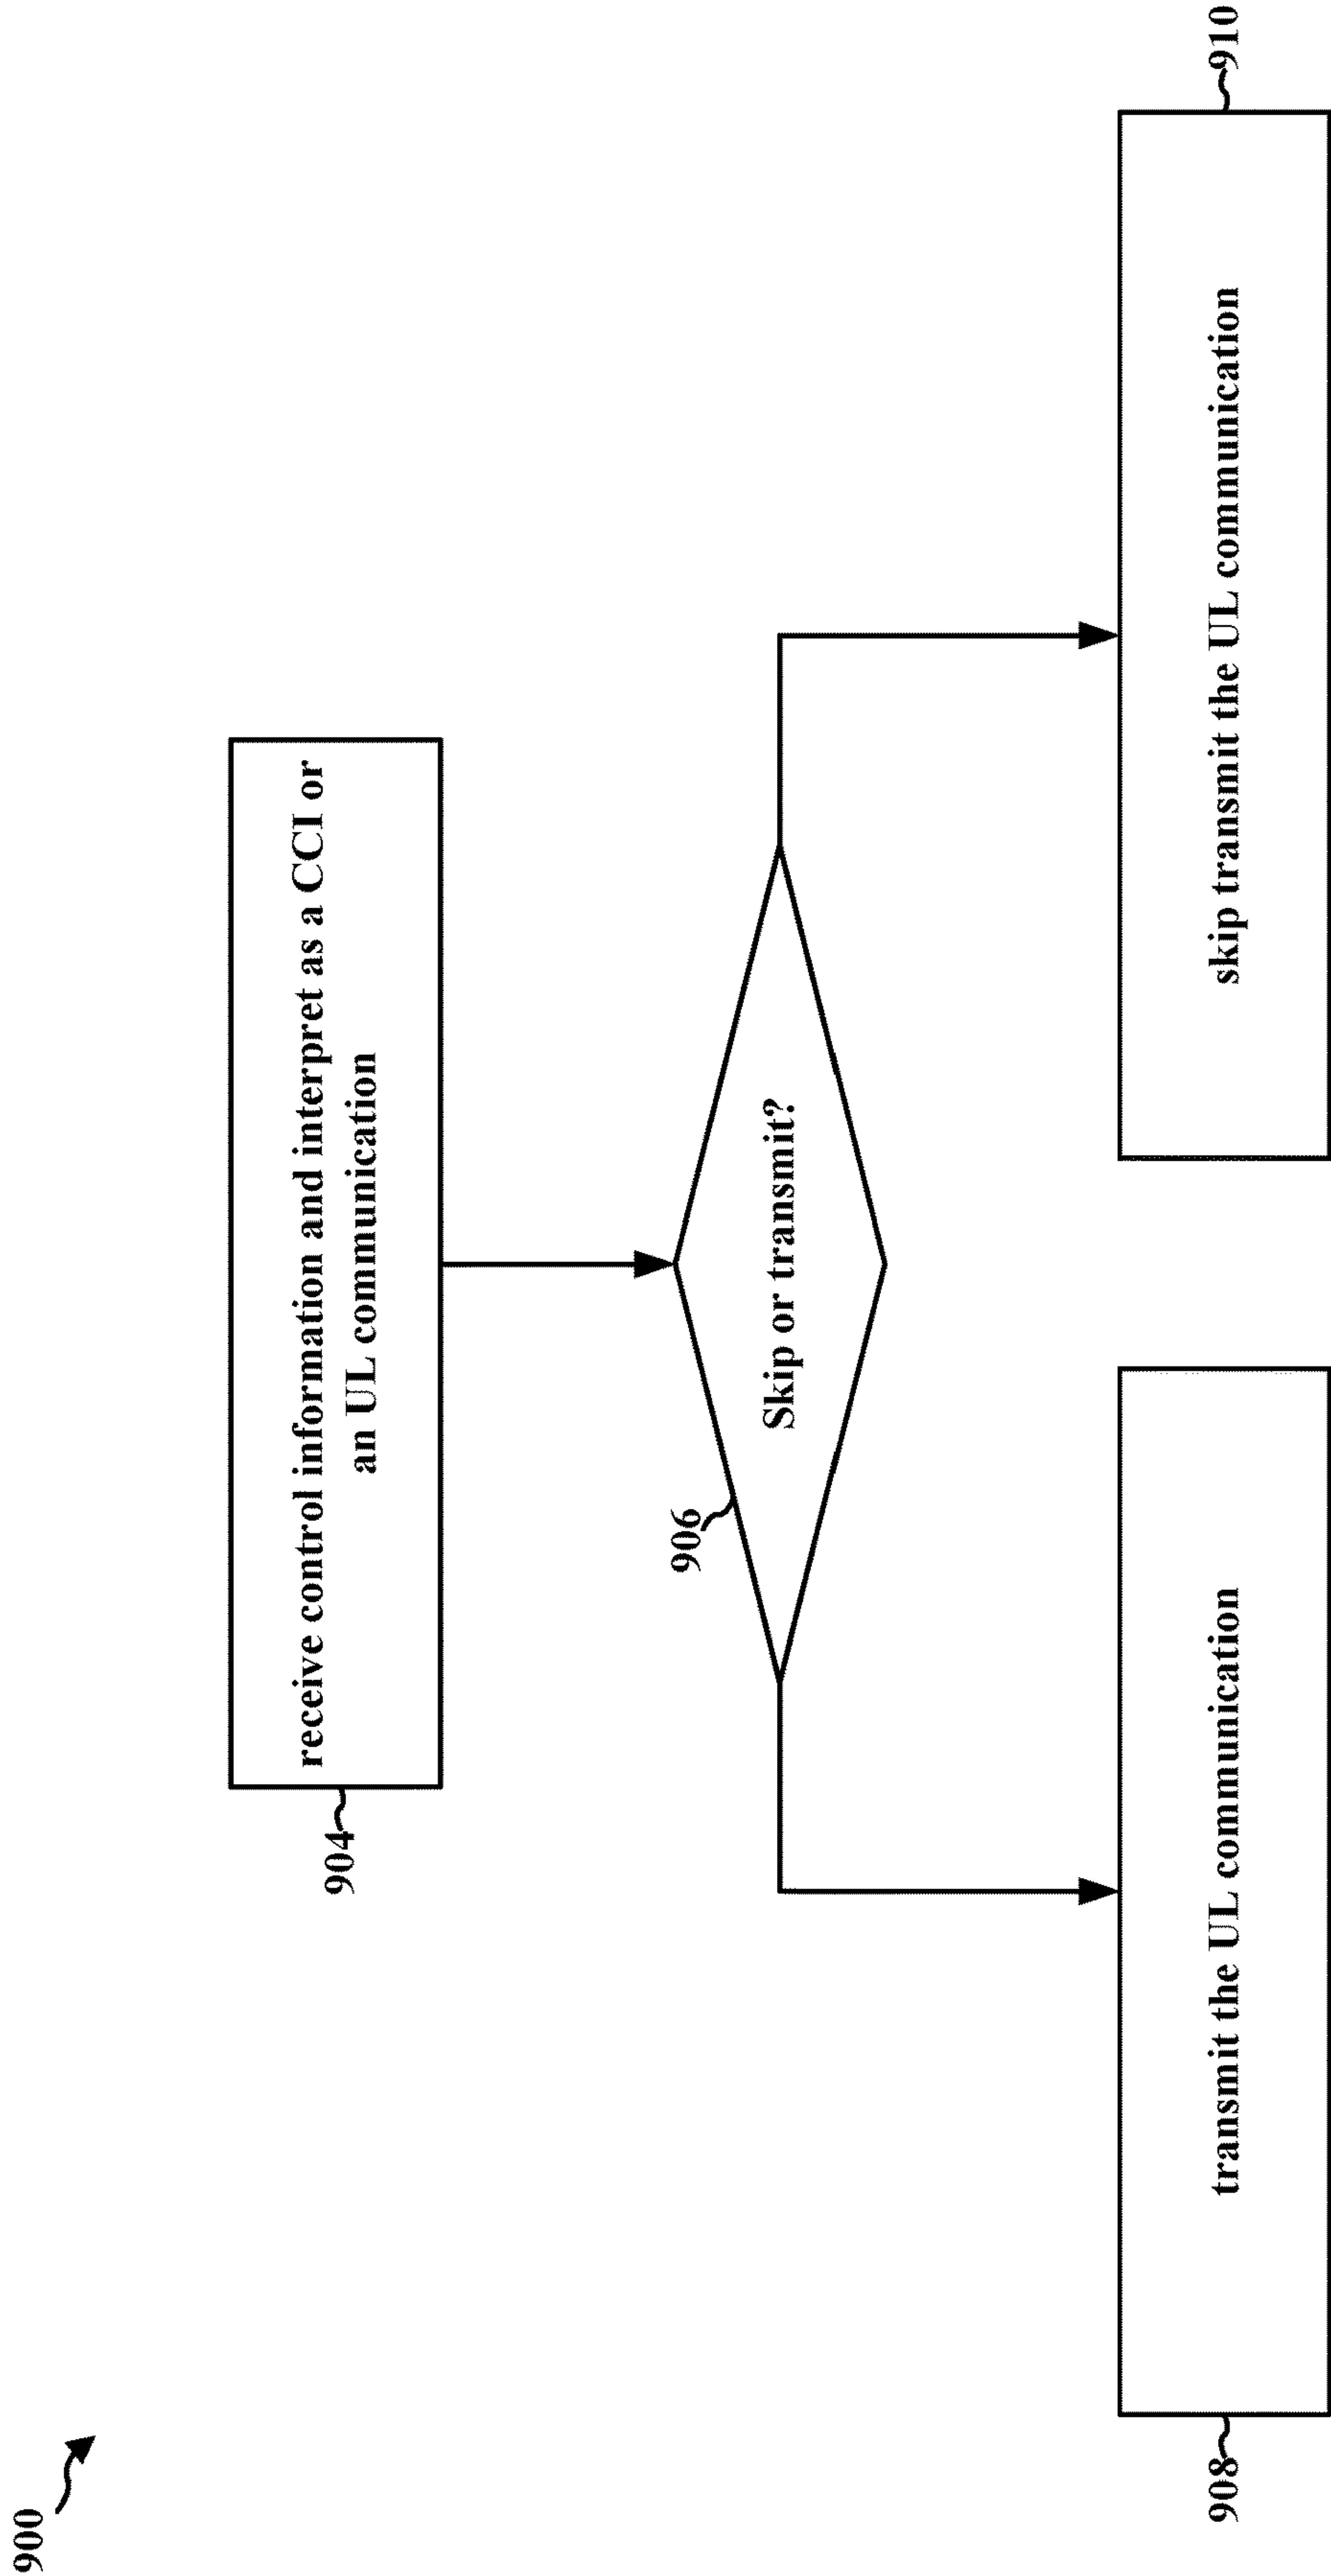 900
904
receive control information and interpret as a CCI or
an UL communication
906
Skip or transmit?
908
transmit the UL communication
skip transmit the UL communication
910